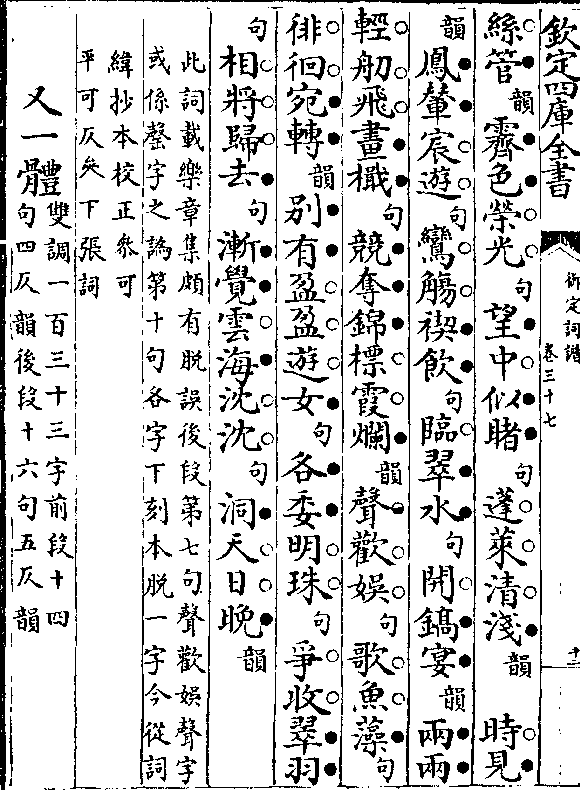 欽定四庫全書
御定詞譜
卷三十七
十二
絲管韻霽色榮光句望中似睹句蓬萊清淺韻時見
韻鳳輦宸遊句鸞觴禊飲句臨翠水句開鎬宴韻兩兩
輕舠飛畫檝句競奪錦標霞爛韻聲歡娛句歌魚藻句
徘徊宛轉韻別有盈盈遊女句各委明珠句爭收翠羽
句相將歸去句漸覺雲海沈沈句洞天日晚韻
此詞載樂章集頗有脫誤後段第七句聲歡娛聲字
或係罄字之譌第十句各字下刻本脫一字今從詞
緯抄本校正叅可
平可仄矣下張詞
又一體雙調一百三十三字前段十四
句四仄韻後段十六句五仄韻